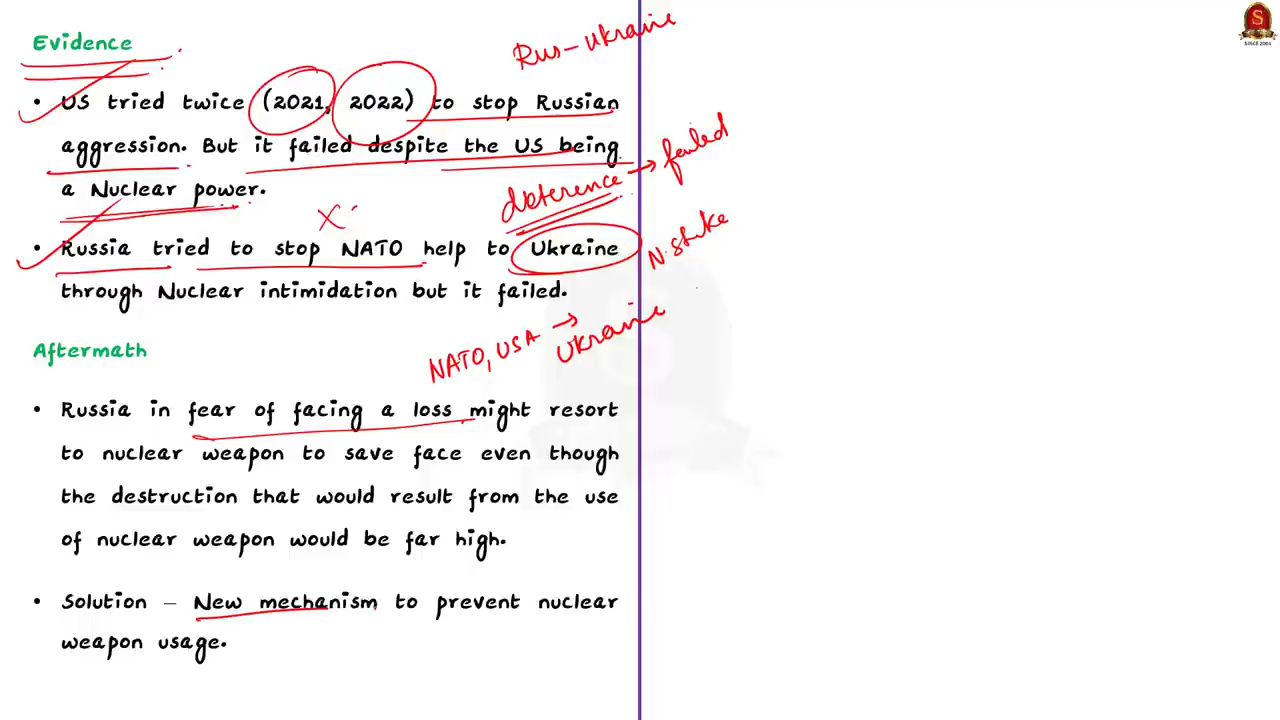 Evidence
Rus-Ukraine
• US tried twice (2021, 2022) to stop Russian
aggression. But it failed despite the US being
a Nuclear power.
deterence → failed
• Russia tried to stop NATO help to Ukraine
through Nuclear intimidation but it failed.
X
N. strike
NATO, USA → Ukraine
Aftermath
• Russia in fear of facing a loss might resort
to nuclear weapon to save face even though
the destruction that would result from the use
of nuclear weapon would be far high.
• Solution – New mechanism to prevent nuclear
weapon usage.
S
SINCE 2004